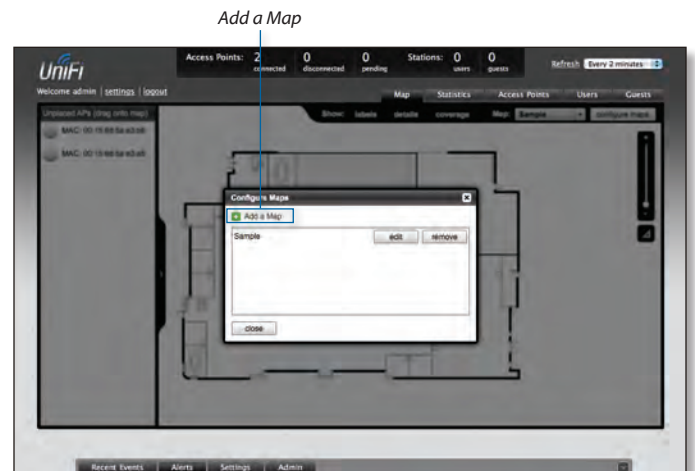 Add a Map
UniFi
Access Points: 2 connected 0 disconnected 0 pending Stations: 0 users 0 guests
Refresh Every 2 minutes
Welcome admin | settings | logout
Map Statistics Access Points Users Guests
Unplaced APs (drag onto map)
Show: labels details coverage Map: Sample configure maps
MAC:
MAC:
Configure Maps
Add a Map
Sample edit remove
close
Recent Events Alerts Settings Admin